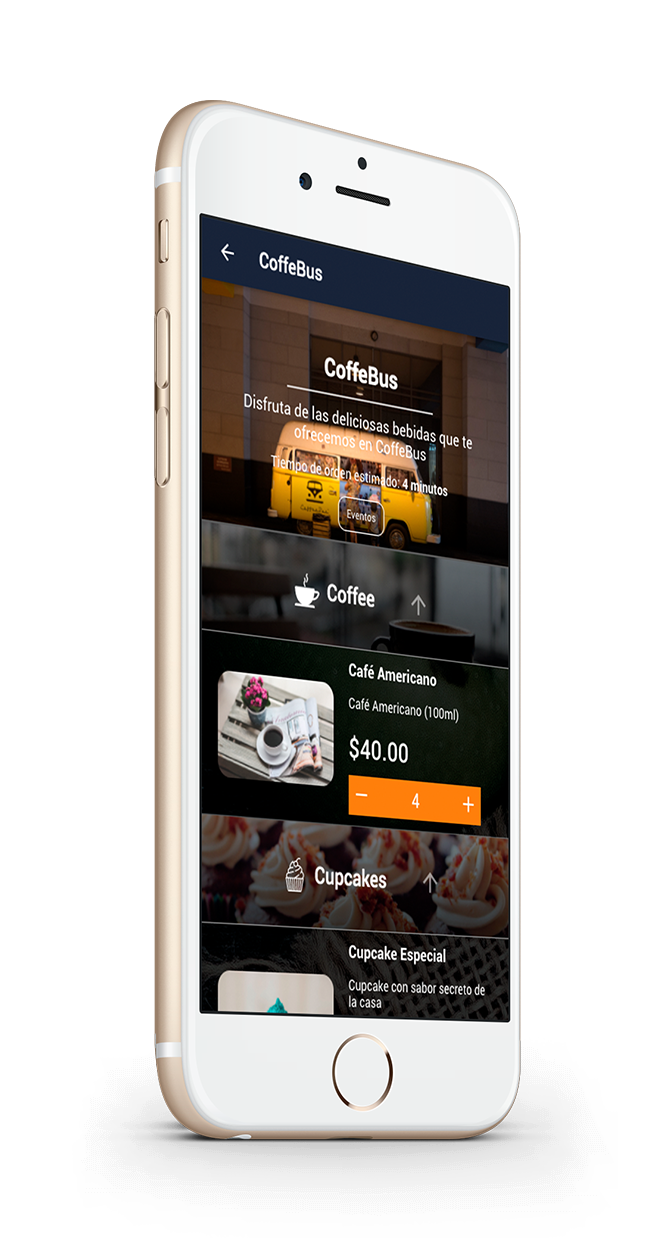 CoffeBus
CoffeBus
Disfruta de las deliciosas bebidas que te
ofrecemos en CoffeBus
Tiempo de orgen estimado: 4 minutos
Eventos
Coffee
Café Americano
Café Americano (100ml)
$40.00
− 4 +
Cupcakes
Cupcake Especial
Cupcake con sabor secreto de
la casa